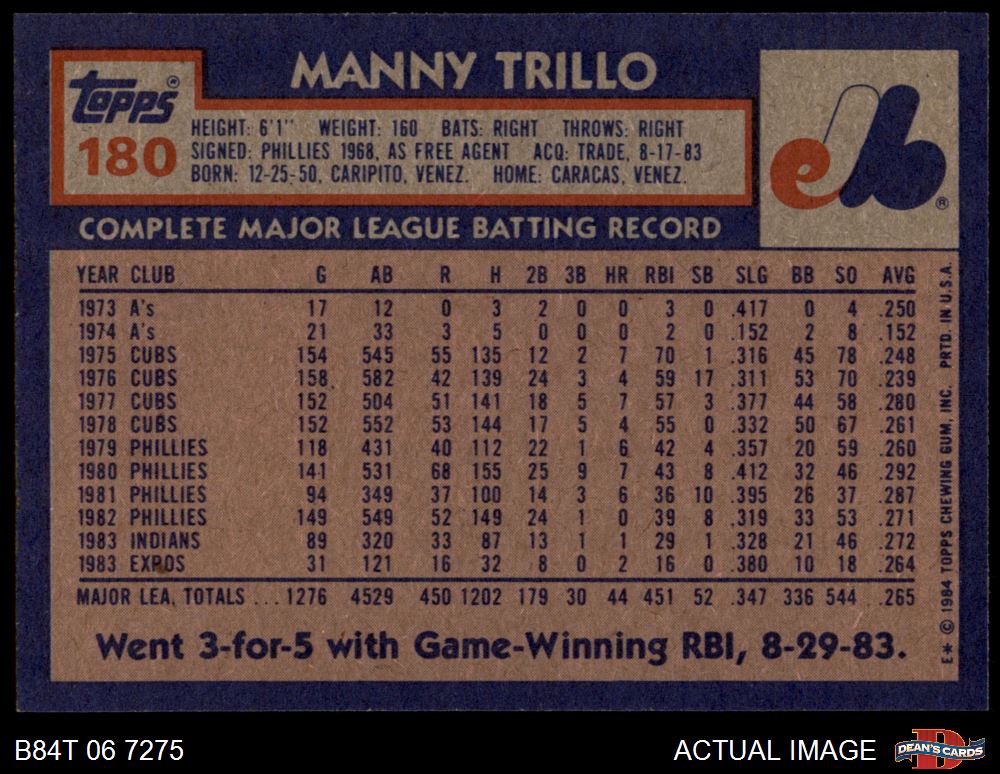 MANNY TRILLO
Topps®
180
HEIGHT: 6'1" WEIGHT: 160 BATS: RIGHT THROWS: RIGHT
SIGNED: PHILLIES 1968, AS FREE AGENT ACQ: TRADE, 8-17-83
BORN: 12-25-50, CARIPITO, VENEZ. HOME: CARACAS, VENEZ.
eb®
COMPLETE MAJOR LEAGUE BATTING RECORD
YEAR CLUB G AB R H 2B 3B HR RBI SB SLG BB SO AVG
1973 A's 17 12 0 3 2 0 0 3 0 .417 0 4 .250
1974 A's 21 33 3 5 0 0 0 2 0 .152 2 8 .152
1975 CUBS 154 545 55 135 12 2 7 70 1 .316 45 78 .248
1976 CUBS 158 582 42 139 24 3 4 59 17 .311 53 70 .239
1977 CUBS 152 504 51 141 18 5 7 57 3 .377 44 58 .280
1978 CUBS 152 552 53 144 17 5 4 55 0 .332 50 67 .261
1979 PHILLIES 118 431 40 112 22 1 6 42 4 .357 20 59 .260
1980 PHILLIES 141 531 68 155 25 9 7 43 8 .412 32 46 .292
1981 PHILLIES 94 349 37 100 14 3 6 36 10 .395 26 37 .287
1982 PHILLIES 149 549 52 149 24 1 0 39 8 .319 33 53 .271
1983 INDIANS 89 320 33 87 13 1 1 29 1 .328 21 46 .272
1983 EXPOS 31 121 16 32 8 0 2 16 0 .380 10 18 .264
MAJOR LEA. TOTALS ... 1276 4529 450 1202 179 30 44 451 52 .347 336 544 .265
Went 3-for-5 with Game-Winning RBI, 8-29-83.
E* © 1984 TOPPS CHEWING GUM, INC. PRTD. IN U.S.A.
B84T 06 7275
ACTUAL IMAGE
DEAN'S CARDS